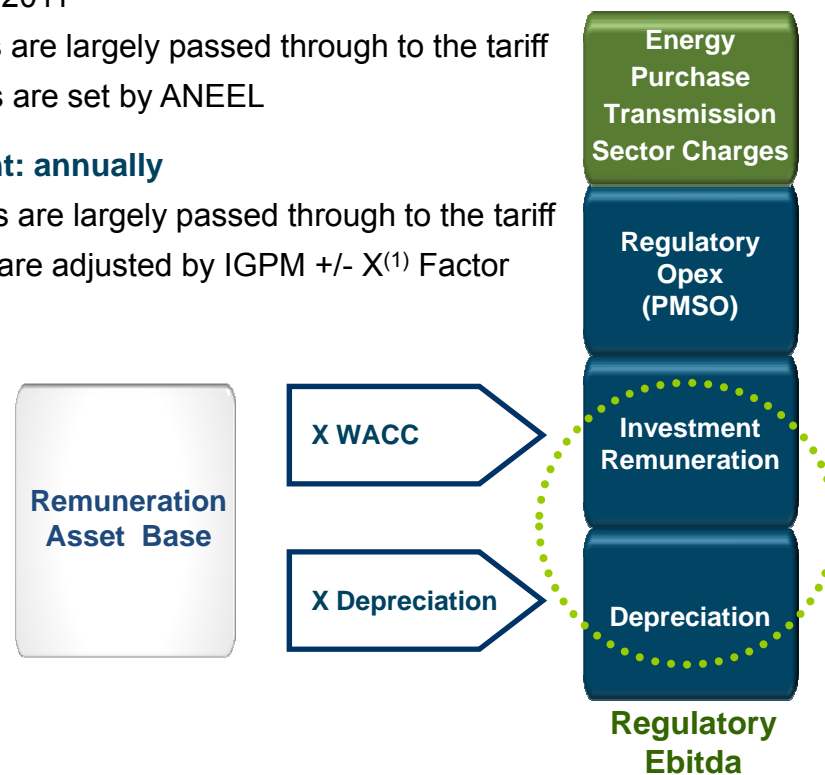 2011
s are largely passed through to the tariff
s are set by ANEEL
nt: annually
s are largely passed through to the tariff
are adjusted by IGPM +/- X(1) Factor
Energy
Purchase
Transmission
Sector Charges
Regulatory
Opex
(PMSO)
Investment
Remuneration
Depreciation
Regulatory
Ebitda
Remuneration
Asset Base
X WACC
X Depreciation